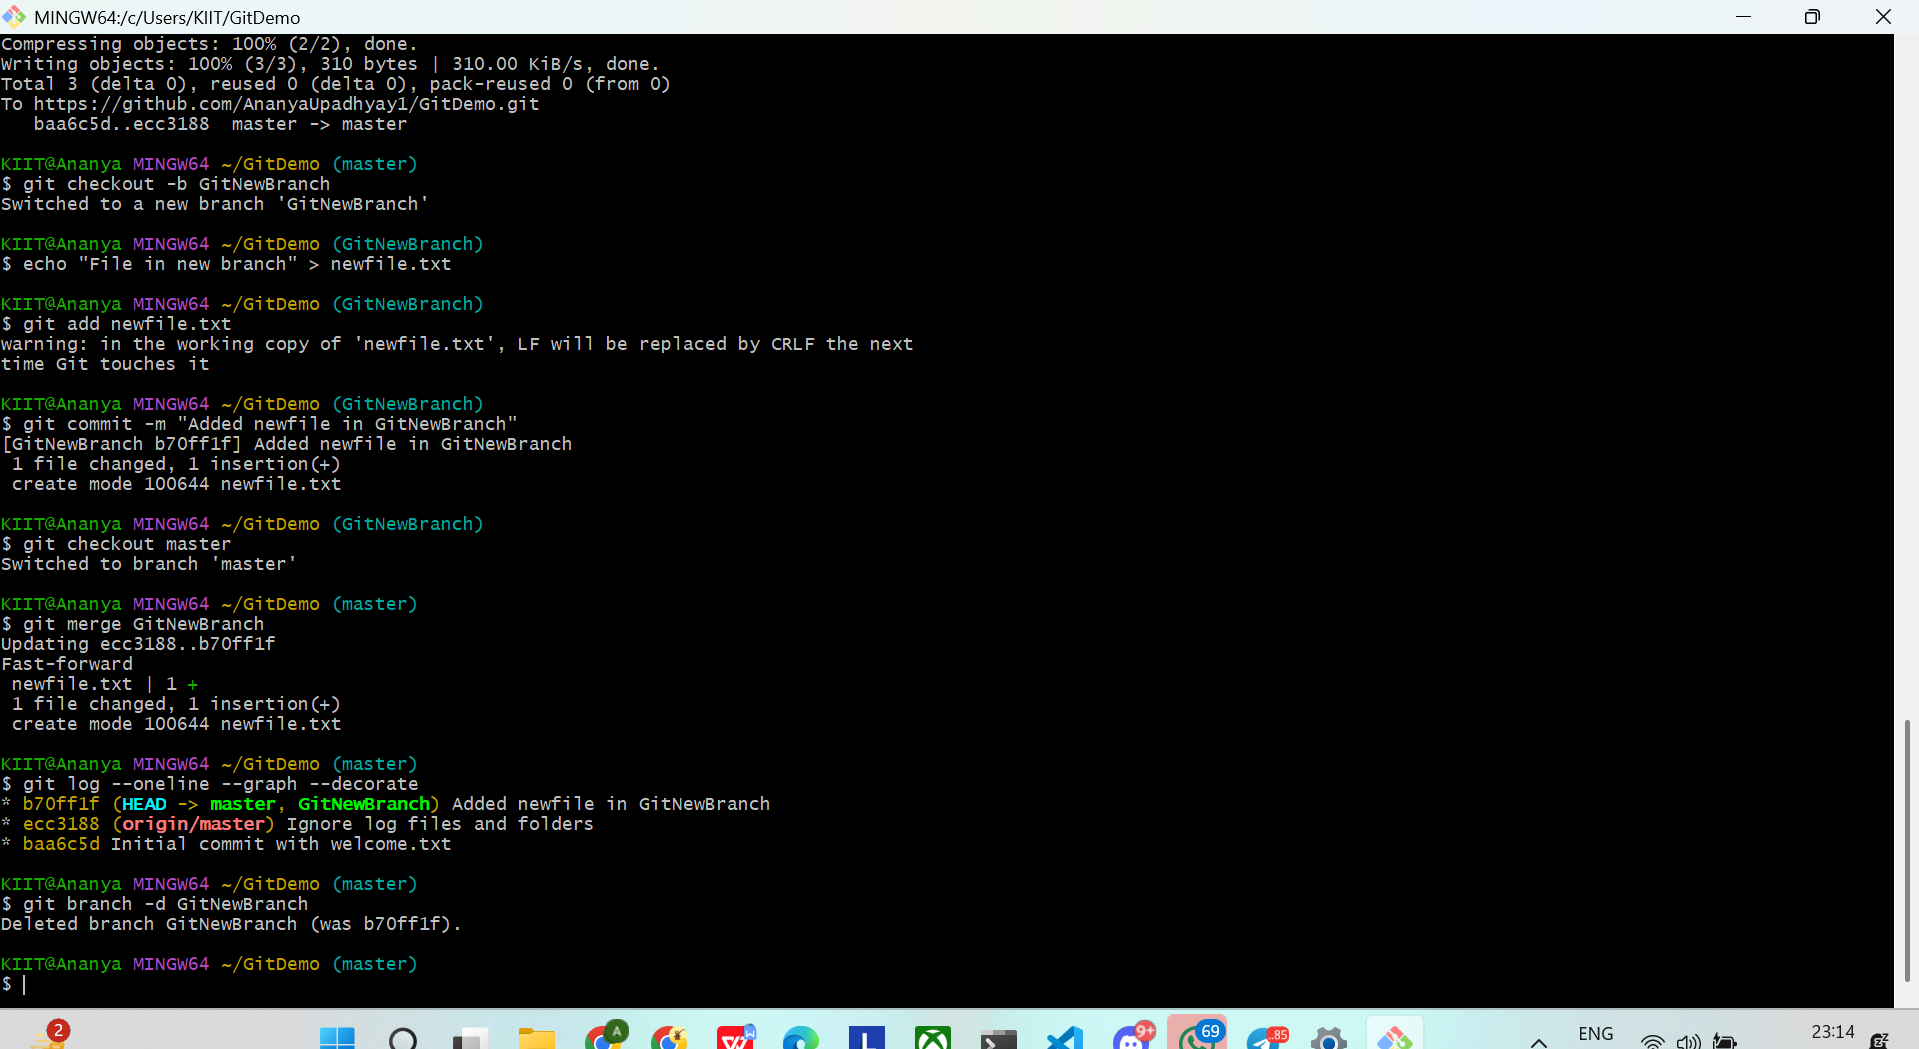 MINGW64:/c/Users/KIIT/GitDemo
Compressing objects: 100% (2/2), done.
Writing objects: 100% (3/3), 310 bytes | 310.00 KiB/s, done.
Total 3 (delta 0), reused 0 (delta 0), pack-reused 0 (from 0)
To https://github.com/AnanyaUpadhyay1/GitDemo.git
   baa6c5d..ecc3188  master -> master
KIIT@Ananya MINGW64 ~/GitDemo (master)
$ git checkout -b GitNewBranch
Switched to a new branch 'GitNewBranch'
KIIT@Ananya MINGW64 ~/GitDemo (GitNewBranch)
$ echo "File in new branch" > newfile.txt
KIIT@Ananya MINGW64 ~/GitDemo (GitNewBranch)
$ git add newfile.txt
warning: in the working copy of 'newfile.txt', LF will be replaced by CRLF the next
time Git touches it
KIIT@Ananya MINGW64 ~/GitDemo (GitNewBranch)
$ git commit -m "Added newfile in GitNewBranch"
[GitNewBranch b70ff1f] Added newfile in GitNewBranch
 1 file changed, 1 insertion(+)
 create mode 100644 newfile.txt
KIIT@Ananya MINGW64 ~/GitDemo (GitNewBranch)
$ git checkout master
Switched to branch 'master'
KIIT@Ananya MINGW64 ~/GitDemo (master)
$ git merge GitNewBranch
Updating ecc3188..b70ff1f
Fast-forward
 newfile.txt | 1 +
 1 file changed, 1 insertion(+)
 create mode 100644 newfile.txt
KIIT@Ananya MINGW64 ~/GitDemo (master)
$ git log --oneline --graph --decorate
* b70ff1f (HEAD -> master, GitNewBranch) Added newfile in GitNewBranch
* ecc3188 (origin/master) Ignore log files and folders
* baa6c5d Initial commit with welcome.txt
KIIT@Ananya MINGW64 ~/GitDemo (master)
$ git branch -d GitNewBranch
Deleted branch GitNewBranch (was b70ff1f).
KIIT@Ananya MINGW64 ~/GitDemo (master)
$
2 A W L 9+ 69 ..85 ENG 23:14